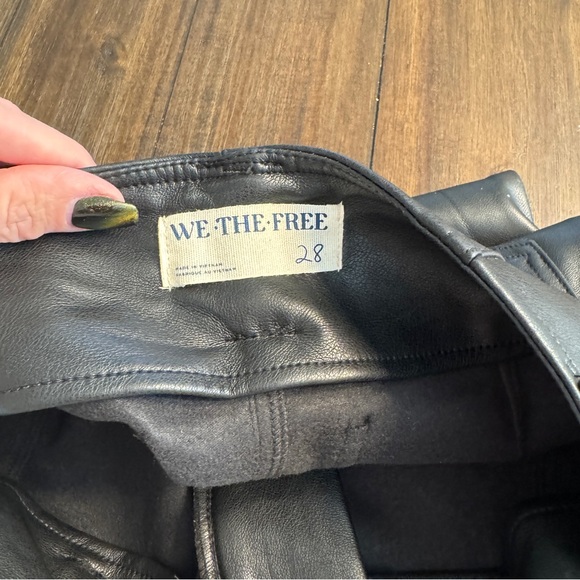 WE·THE·FREE
28
MADE IN VIETNAM
FABRIQUÉ AU VIETNAM